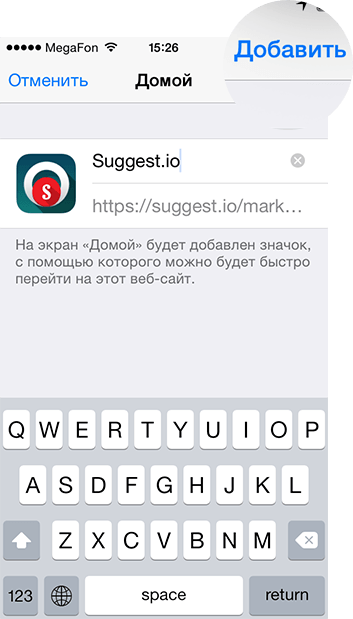 MegaFon 15:26
Отменить Домой Добавить
Suggest.io
https://suggest.io/mark...
На экран «Домой» будет добавлен значок,
с помощью которого можно будет быстро
перейти на этот веб-сайт.
Q W E R T Y U I O P
A S D F G H J K L
Z X C V B N M
123 space return